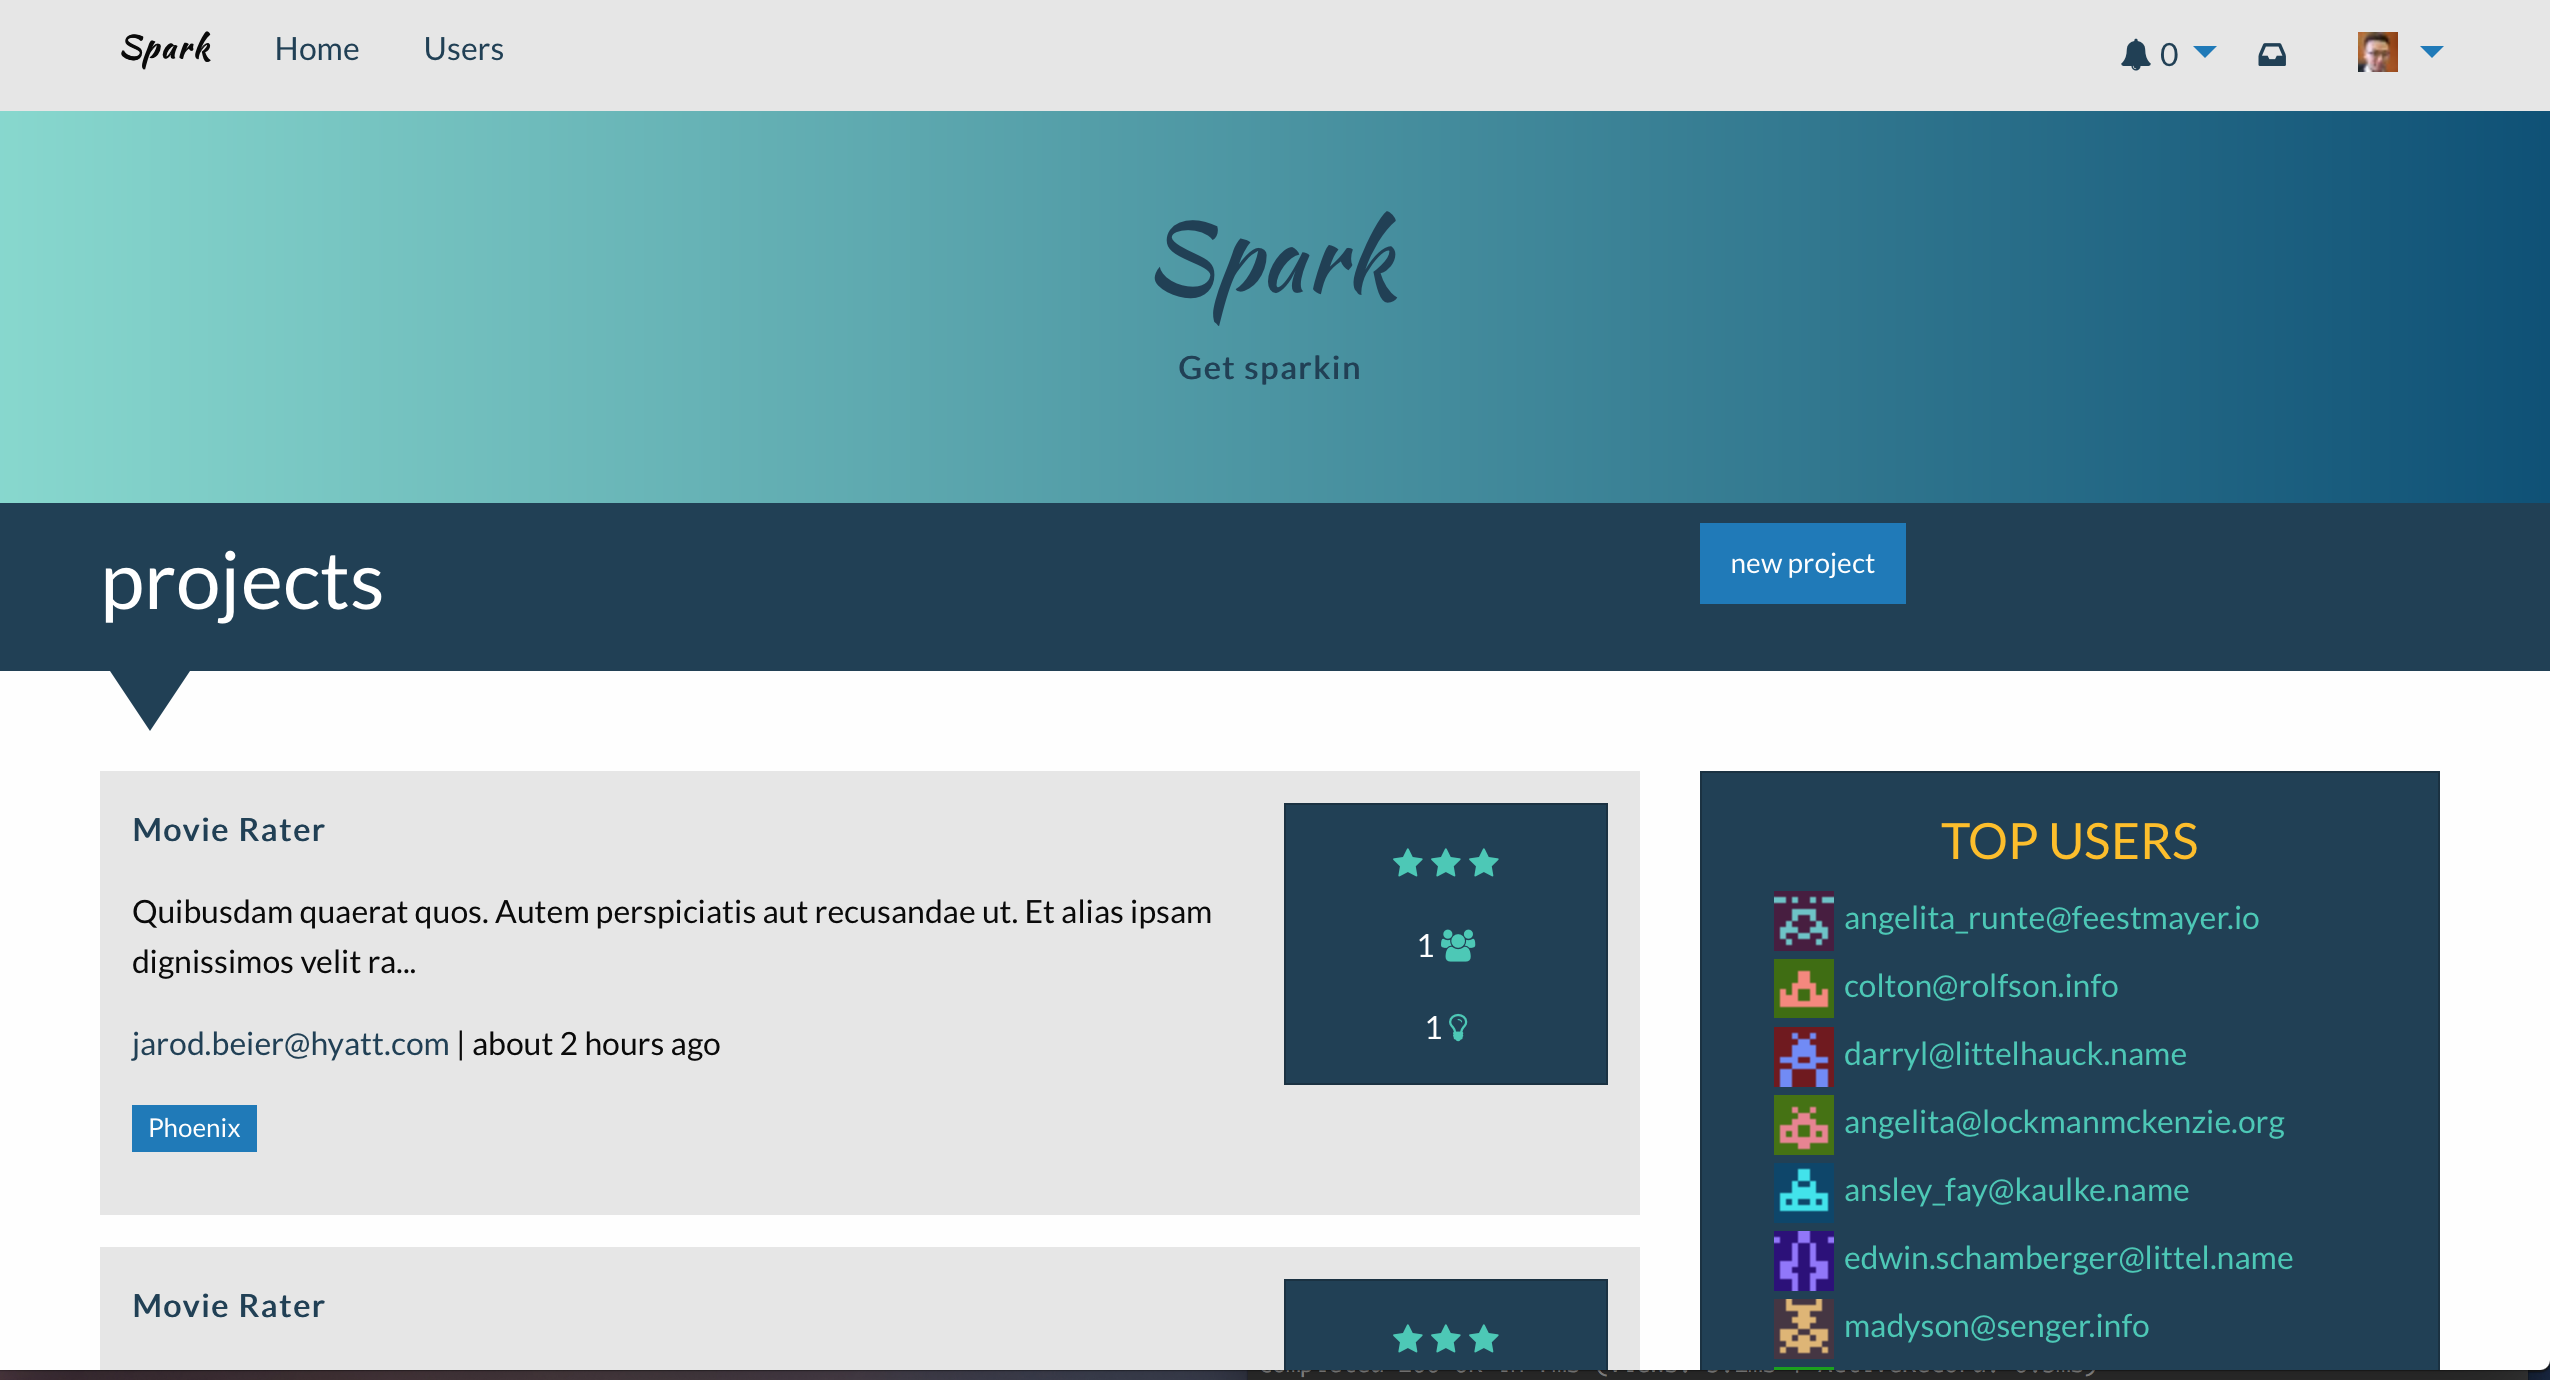 Spark Home Users 0
Spark
Get sparkin
projects
new project
Movie Rater
Quibusdam quaerat quos. Autem perspiciatis aut recusandae ut. Et alias ipsam
dignissimos velit ra...
jarod.beier@hyatt.com | about 2 hours ago
Phoenix
1
1
Movie Rater
TOP USERS
angelita_runte@feestmayer.io
colton@rolfson.info
darryl@littelhauck.name
angelita@lockmanmckenzie.org
ansley_fay@kaulke.name
edwin.schamberger@littel.name
madyson@senger.info